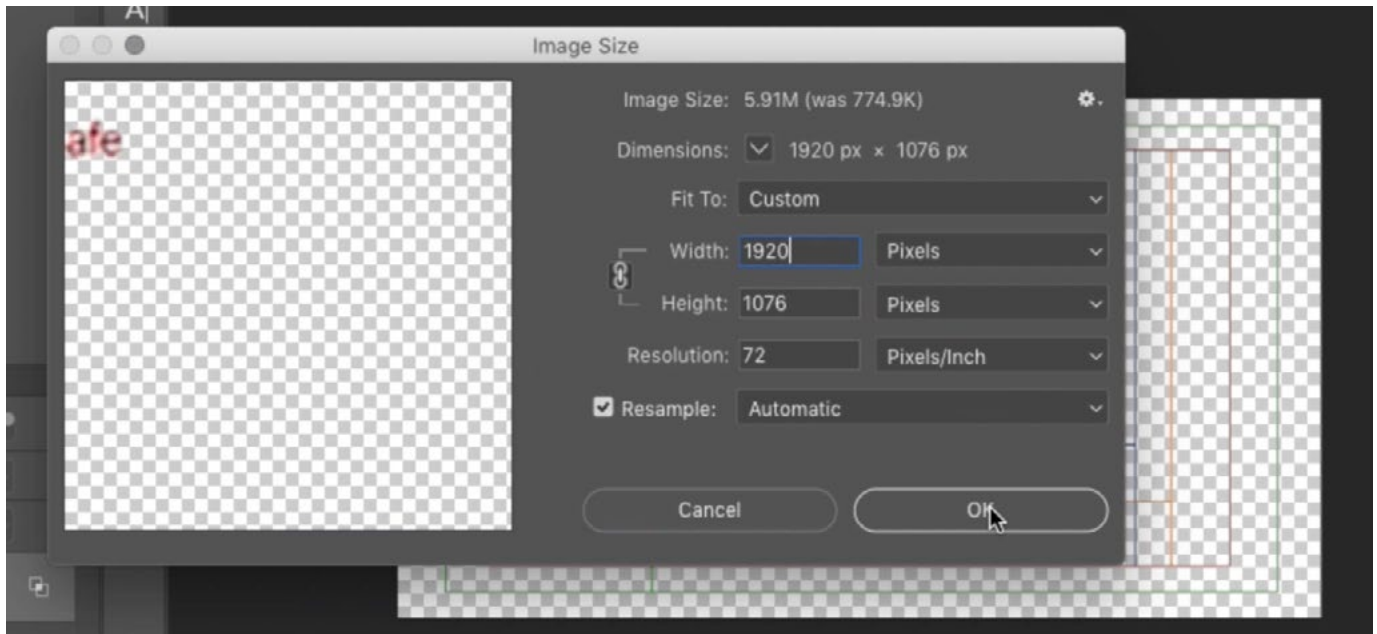 A
Image Size
afe
Image Size: 5.91M (was 774.9K)
Dimensions: 1920 px × 1076 px
Fit To: Custom
Width: 1920 Pixels
Height: 1076 Pixels
Resolution: 72 Pixels/Inch
Resample: Automatic
Cancel OK